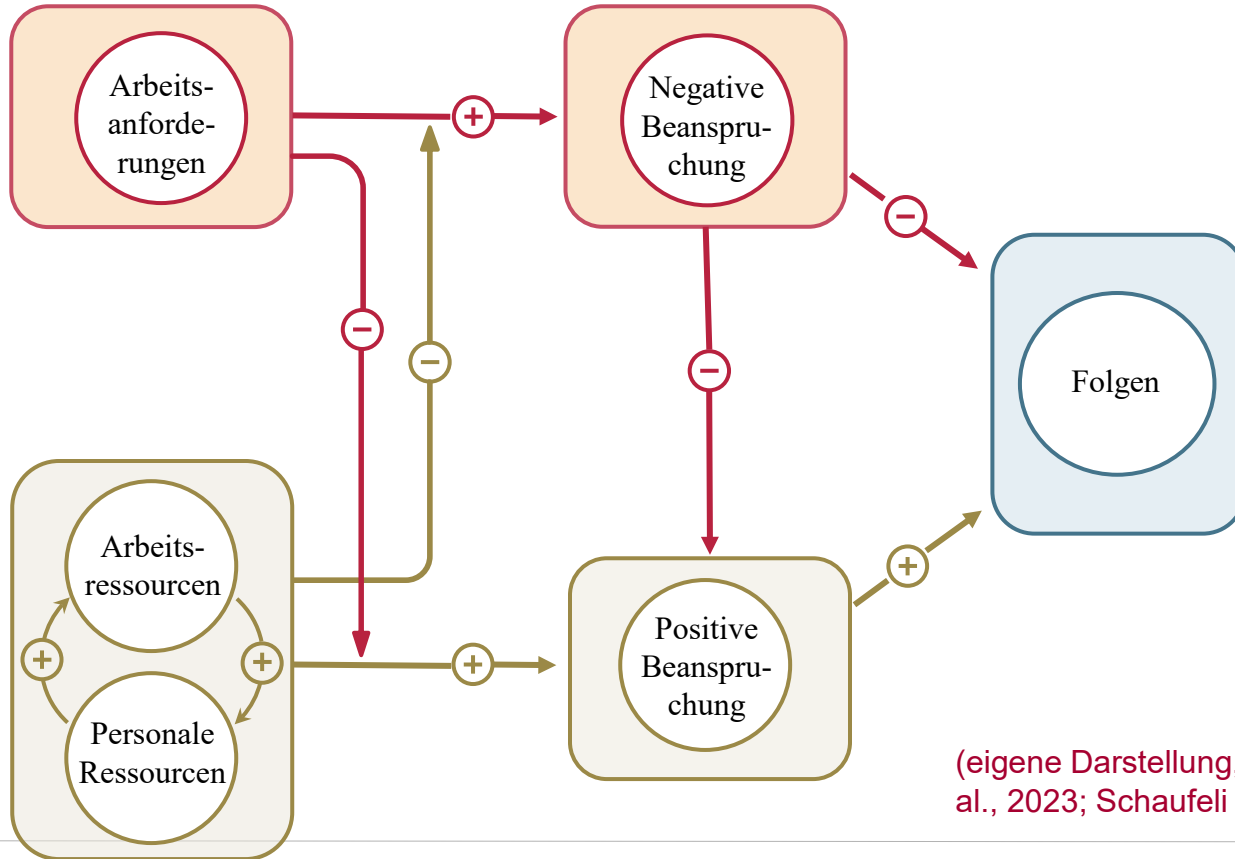 Arbeits-
anforde-
rungen
+
Negative
Beanspru-
chung
−
−
−
−
Folgen
Arbeits-
ressourcen
+
+
Personale
Ressourcen
+
Positive
Beanspru-
chung
+
(eigene Darstellung,
al., 2023; Schaufeli